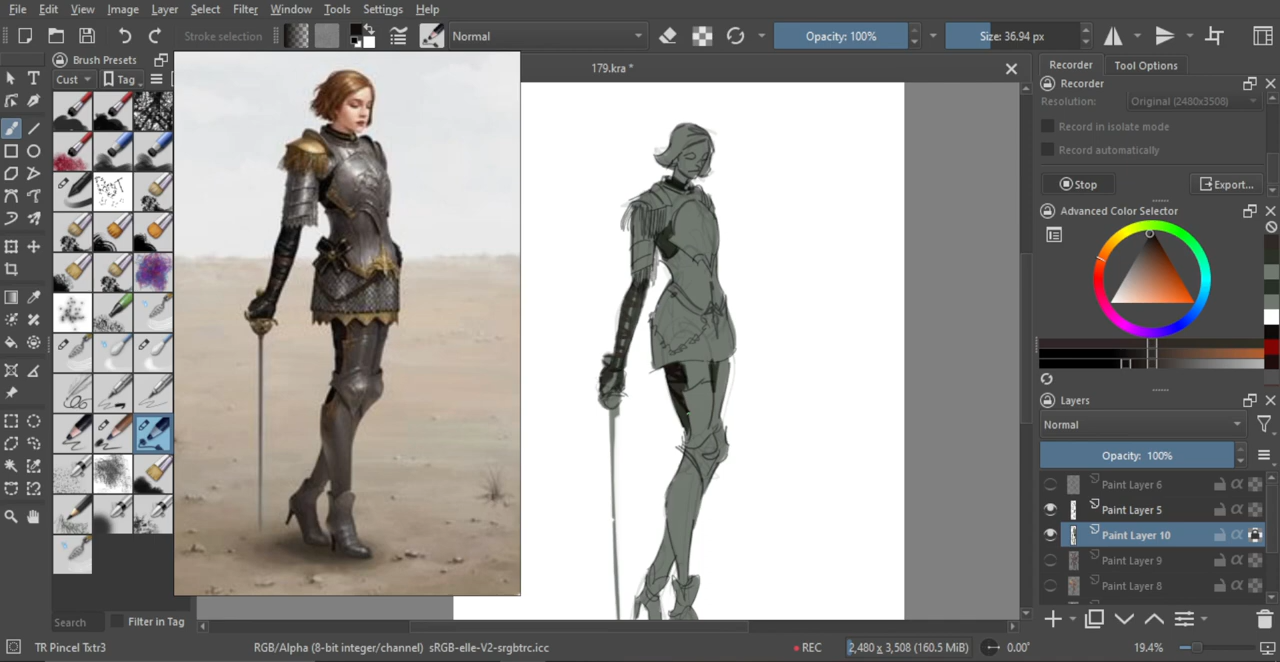 File Edit View Image Layer Select Filter Window Tools Settings Help
Stroke selection Normal Opacity: 100% Size: 36.94 px
Brush Presets
Cust Tag
179.kra *
Recorder Tool Options
Recorder
Resolution: Original (2480x3508)
Record in isolate mode
Record automatically
Stop Export...
Advanced Color Selector
Layers
Normal
Opacity: 100%
Paint Layer 6
Paint Layer 5
Paint Layer 10
Paint Layer 9
Paint Layer 8
Search Filter in Tag
TR Pincel Txtr3 RGB/Alpha (8-bit integer/channel) sRGB-elle-V2-srgbtrc.icc REC 2,480 x 3,508 (160.5 MiB) 0.00° 19.4%